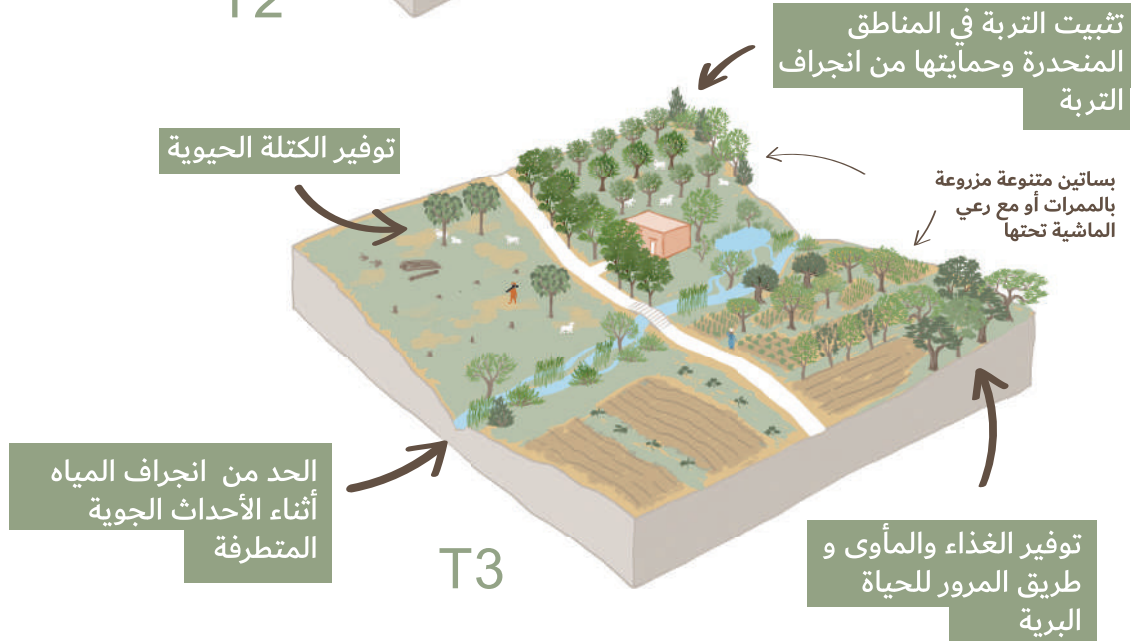 T2
تثبيت التربة في المناطق
المنحدرة وحمايتها من انجراف
التربة
توفير الكتلة الحيوية
بساتين متنوعة مزروعة
بالممرات أو مع رعي
الماشية تحتها
الحد من انجراف المياه
أثناء الأحداث الجوية
المتطرفة
T3
توفير الغذاء والمأوى و
طريق المرور للحياة
البرية